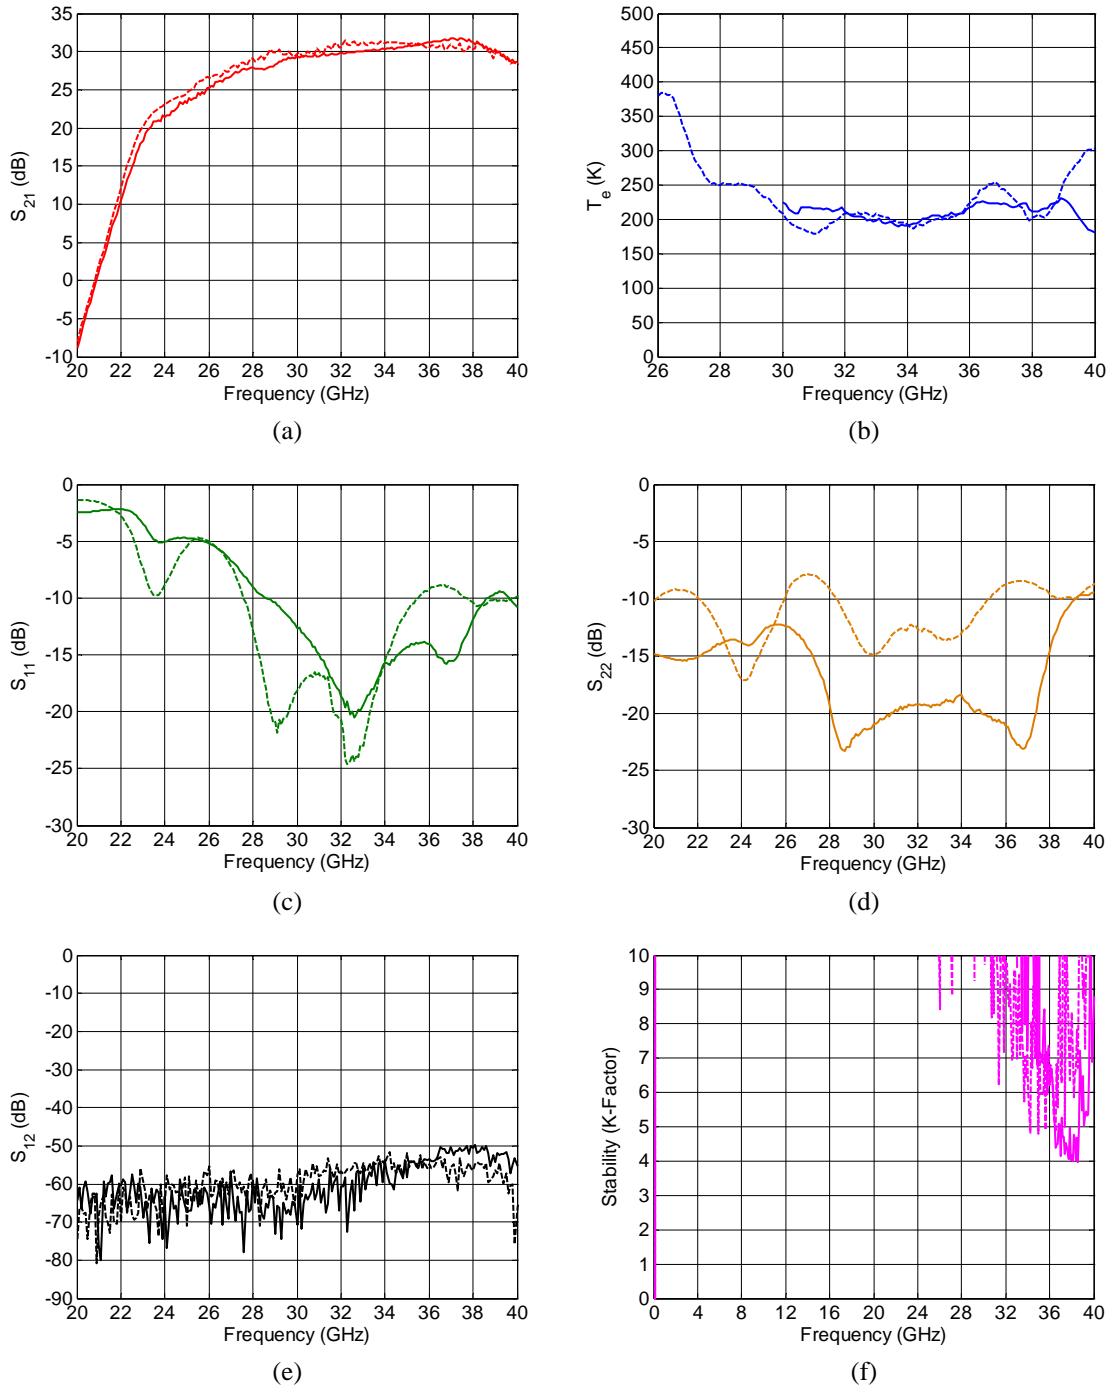 35
30
25
20
15
10
5
0
-5
-10
S21 (dB)
20 22 24 26 28 30 32 34 36 38 40
Frequency (GHz)
(a)
500
450
400
350
300
250
200
150
100
50
0
Te (K)
26 28 30 32 34 36 38 40
Frequency (GHz)
(b)
0
-5
-10
-15
-20
-25
-30
S11 (dB)
20 22 24 26 28 30 32 34 36 38 40
Frequency (GHz)
(c)
0
-5
-10
-15
-20
-25
-30
S22 (dB)
20 22 24 26 28 30 32 34 36 38 40
Frequency (GHz)
(d)
0
-10
-20
-30
-40
-50
-60
-70
-80
-90
S12 (dB)
20 22 24 26 28 30 32 34 36 38 40
Frequency (GHz)
(e)
10
9
8
7
6
5
4
3
2
1
0
Stability (K-Factor)
0 4 8 12 16 20 24 28 32 36 40
Frequency (GHz)
(f)